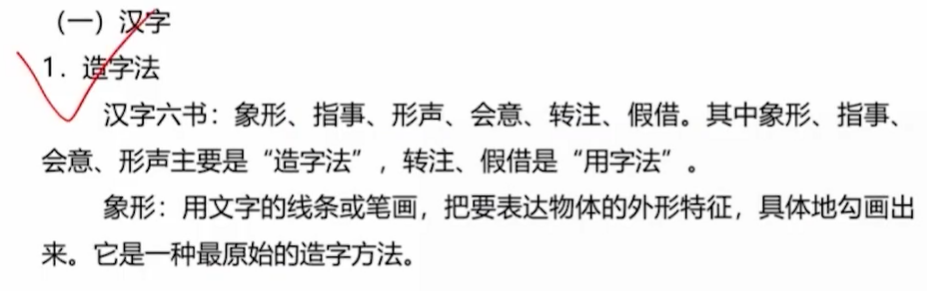 （一）汉字
1．造字法
汉字六书：象形、指事、形声、会意、转注、假借。其中象形、指事、
会意、形声主要是“造字法”，转注、假借是“用字法”。
象形：用文字的线条或笔画，把要表达物体的外形特征，具体地勾画出
来。它是一种最原始的造字方法。